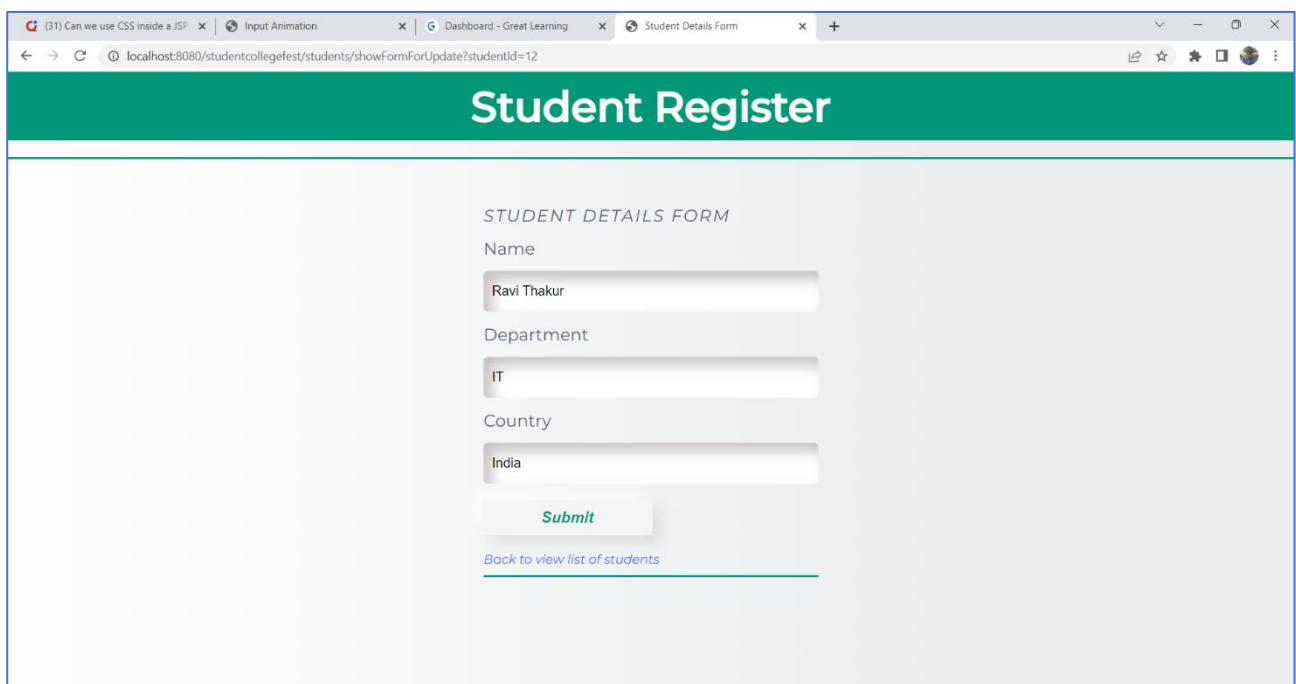 (31) Can we use CSS inside a JSP
Input Animation
Dashboard - Great Learning
Student Details Form
localhost:8080/studentcollegefest/students/showFormForUpdate?studentId=12
Student Register
STUDENT DETAILS FORM
Name
Ravi Thakur
Department
IT
Country
India
Submit
Back to view list of students